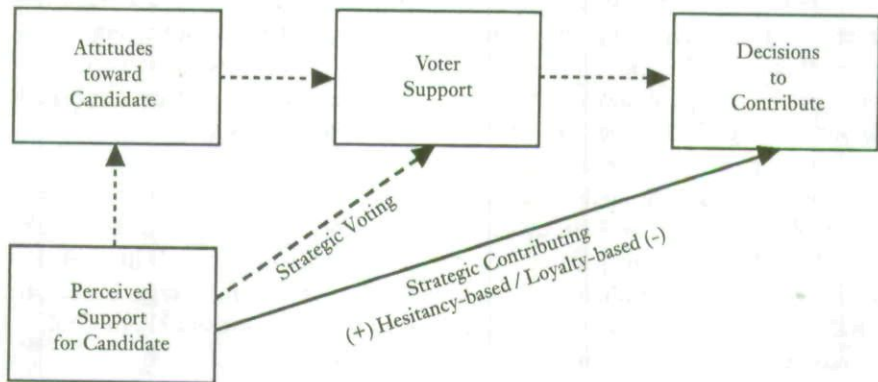 Attitudes
toward
Candidate
Voter
Support
Decisions
to
Contribute
Strategic Voting
Strategic Contributing
(+) Hesitancy-based / Loyalty-based (-)
Perceived
Support
for Candidate